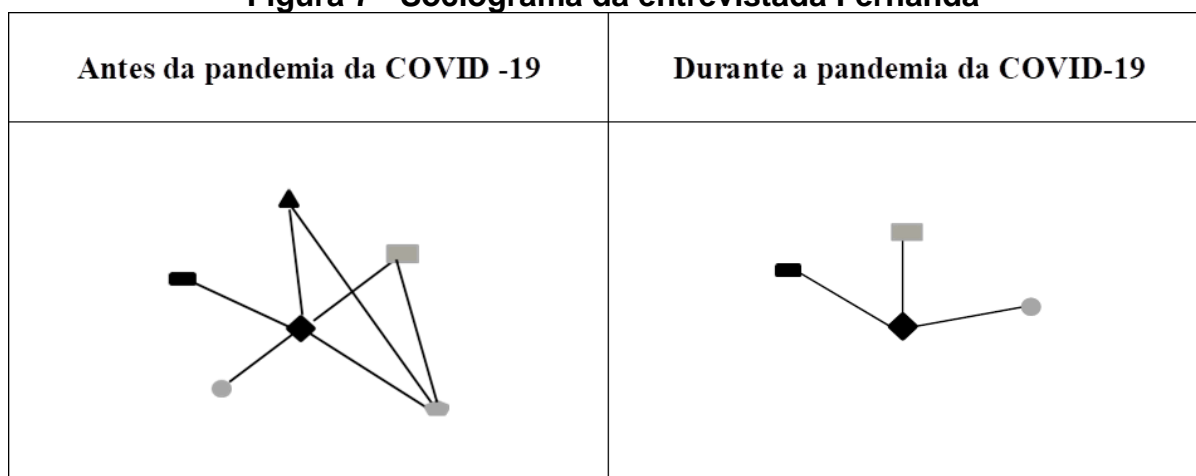 Figura 7 - Sociograma da entrevistada Fernanda
Antes da pandemia da COVID -19
Durante a pandemia da COVID-19